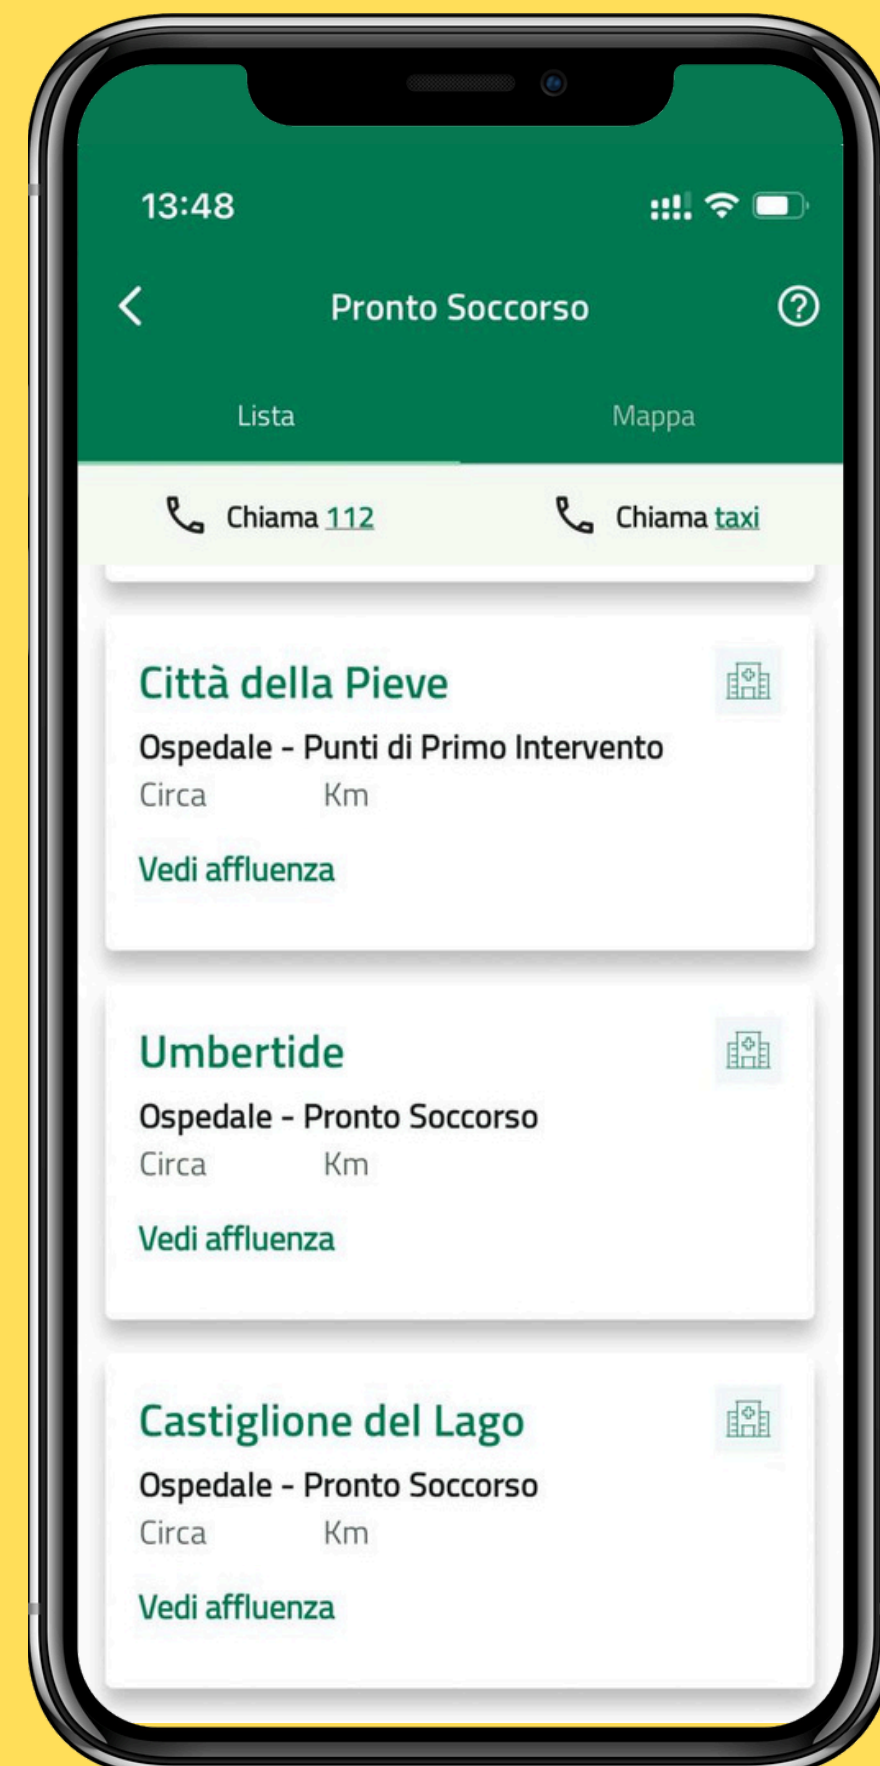 13:48
Pronto Soccorso
Lista Mappa
Chiama 112 Chiama taxi
Città della Pieve
Ospedale - Punti di Primo Intervento
Circa Km
Vedi affluenza
Umbertide
Ospedale - Pronto Soccorso
Circa Km
Vedi affluenza
Castiglione del Lago
Ospedale - Pronto Soccorso
Circa Km
Vedi affluenza